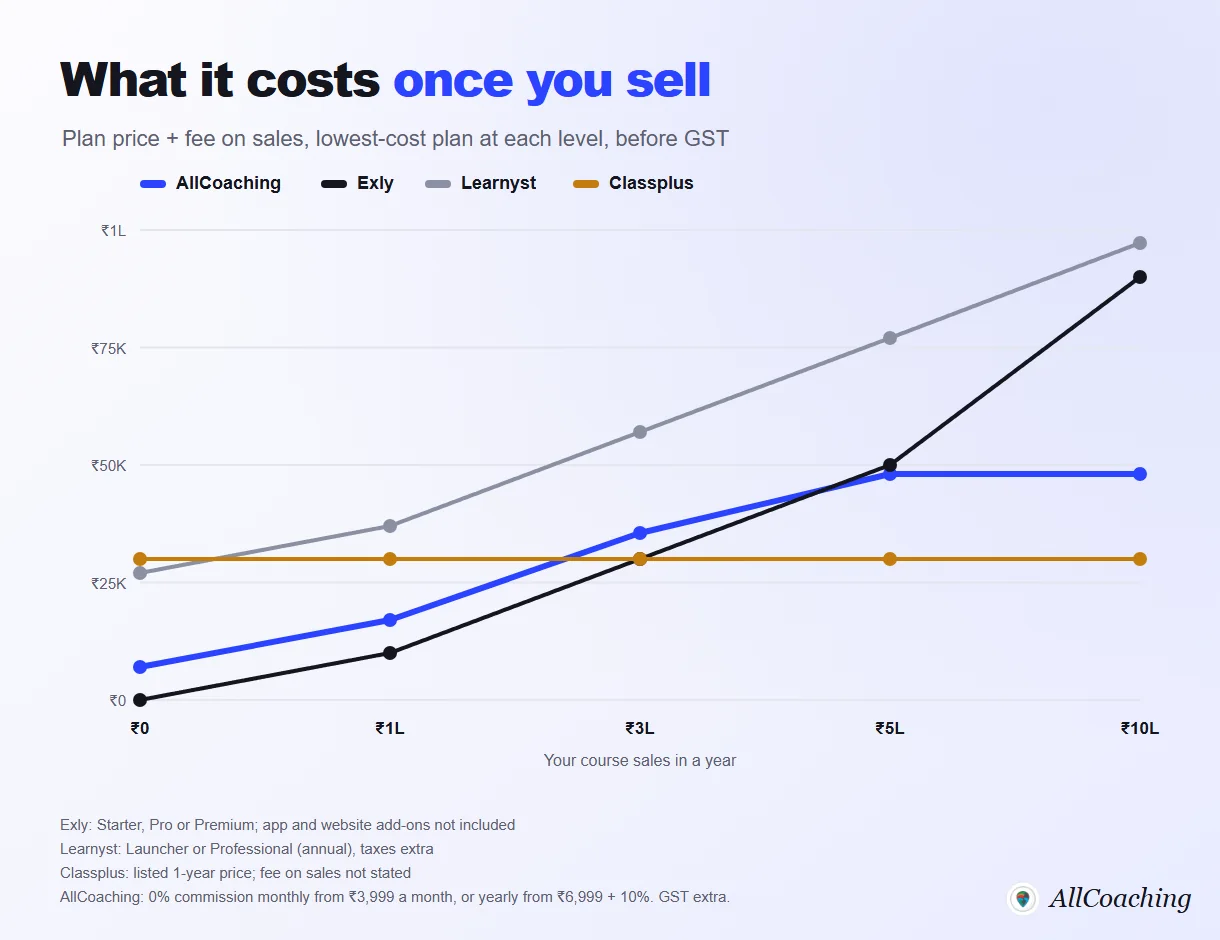 What it costs once you sell
Plan price + fee on sales, lowest-cost plan at each level, before GST
AllCoaching Exly Learnyst Classplus
₹1L
₹75K
₹50K
₹25K
₹0
₹0 ₹1L ₹3L ₹5L ₹10L
Your course sales in a year
Exly: Starter, Pro or Premium; app and website add-ons not included
Learnyst: Launcher or Professional (annual), taxes extra
Classplus: listed 1-year price; fee on sales not stated
AllCoaching: 0% commission monthly from ₹3,999 a month, or yearly from ₹6,999 + 10%. GST extra.
AllCoaching